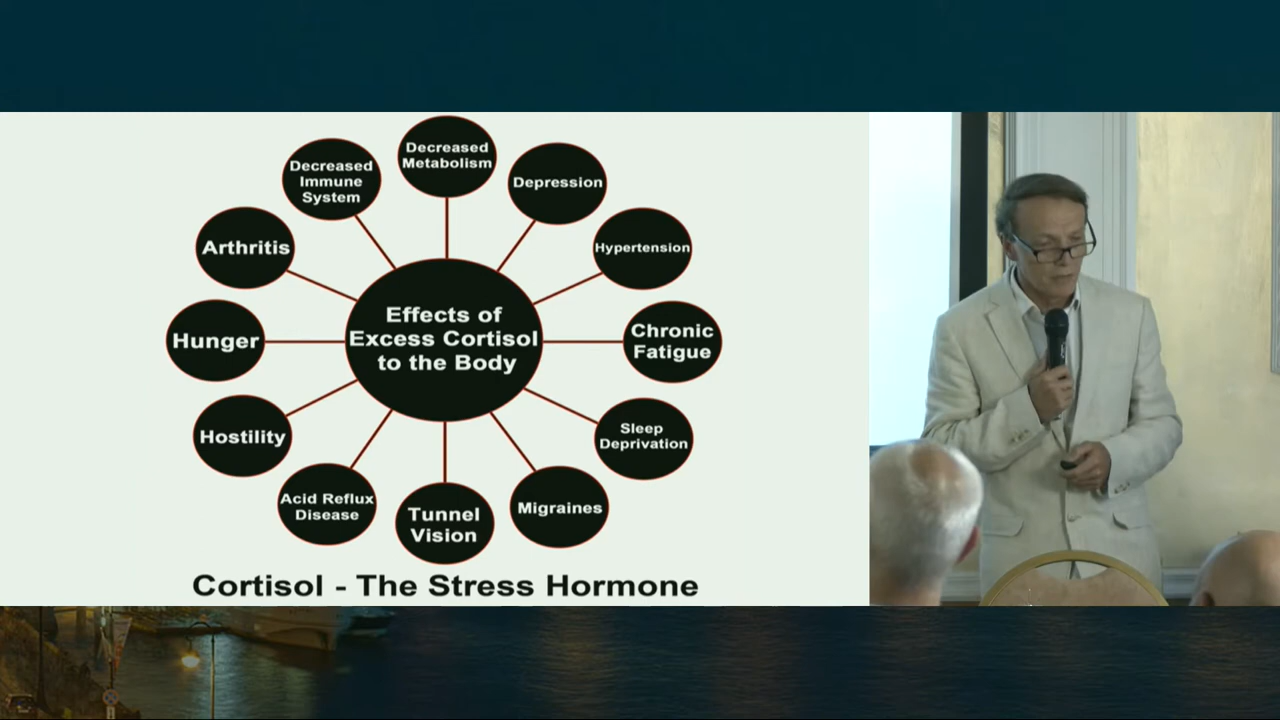 Decreased
Metabolism
Decreased
Immune
System
Depression
Arthritis
Hypertension
Effects of
Excess Cortisol
to the Body
Hunger
Chronic
Fatigue
Hostility
Sleep
Deprivation
Acid Reflux
Disease
Tunnel
Vision
Migraines
Cortisol - The Stress Hormone